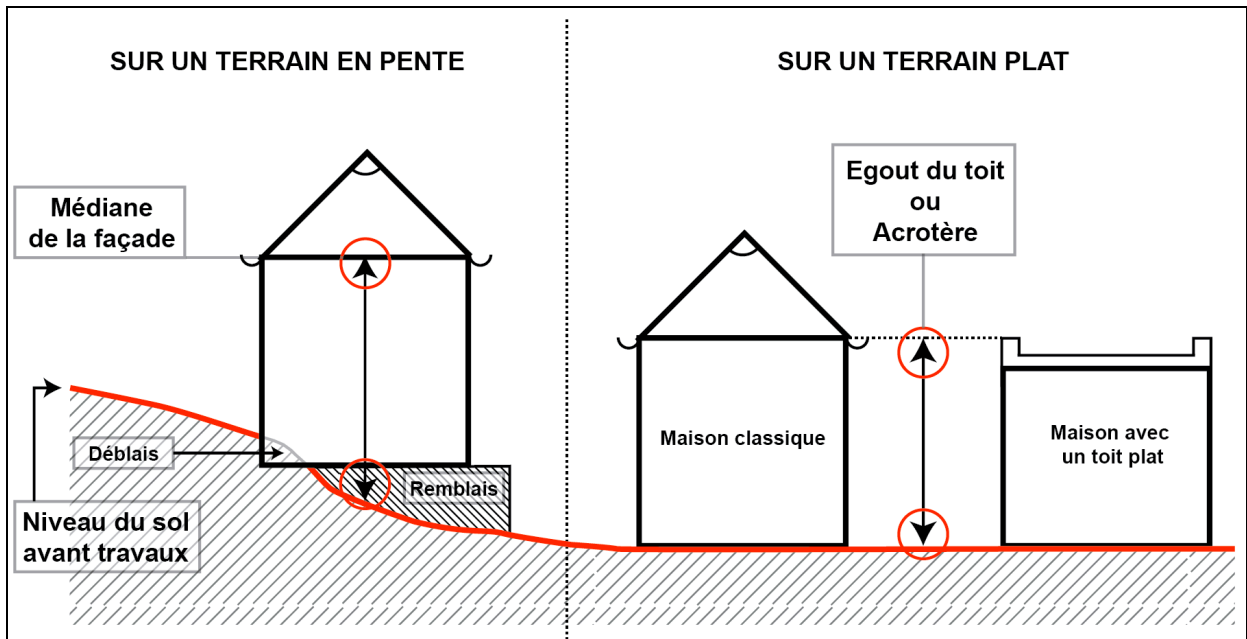 SUR UN TERRAIN EN PENTE
Médiane
de la façade
Déblais
Remblais
Niveau du sol
avant travaux
SUR UN TERRAIN PLAT
Egout du toit
ou
Acrotère
Maison classique
Maison avec
un toit plat